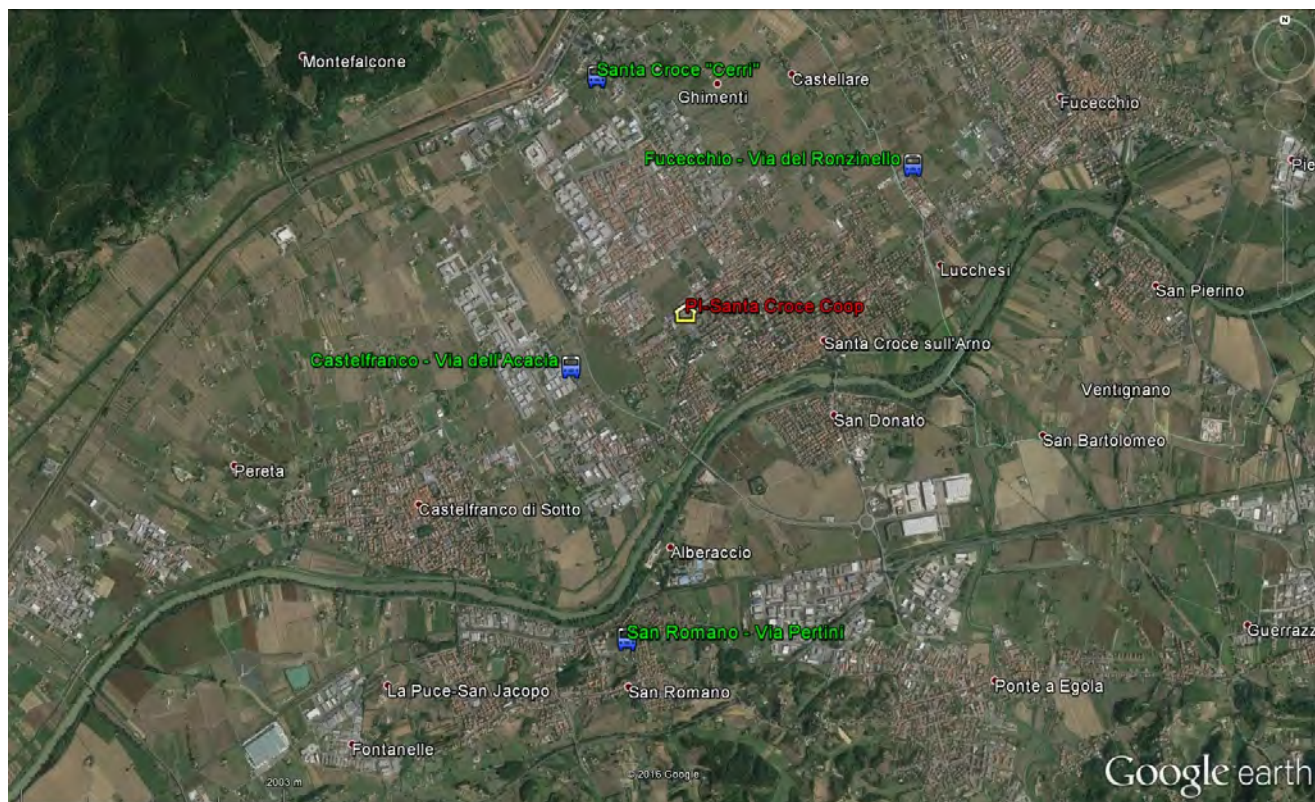 N
Montefalcone
Santa Croce "Cerri"
Ghimenti
Castellare
Fucecchio
Fucecchio - Via del Ronzinello
Pie
Lucchesi
San Pierino
PI-Santa Croce Coop
Santa Croce sull'Arno
Castelfranco - Via dell'Acacia
Ventignano
San Donato
San Bartolomeo
Pereta
Castelfranco di Sotto
Alberaccio
San Romano - Via Pertini
Guerrazz
La Puce-San Jacopo
San Romano
Ponte a Egola
Fontanelle
2003 m
© 2016 Google
Google earth